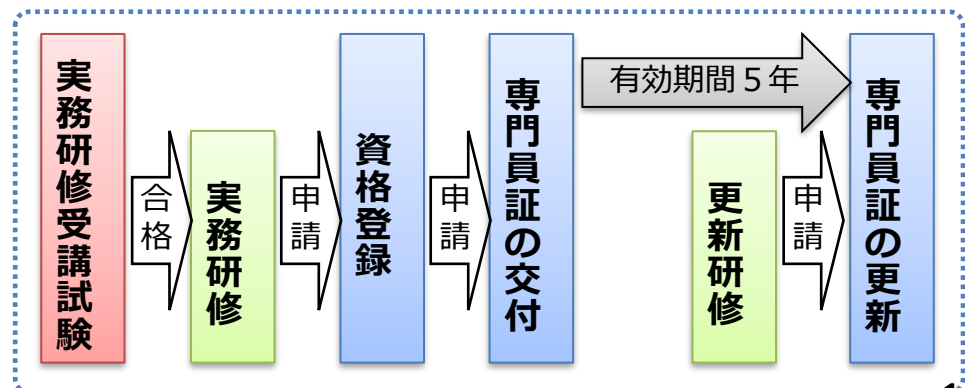 実務研修受講試験
合格
実務研修
申請
資格登録
申請
専門員証の交付
有効期間５年
更新研修
申請
専門員証の更新